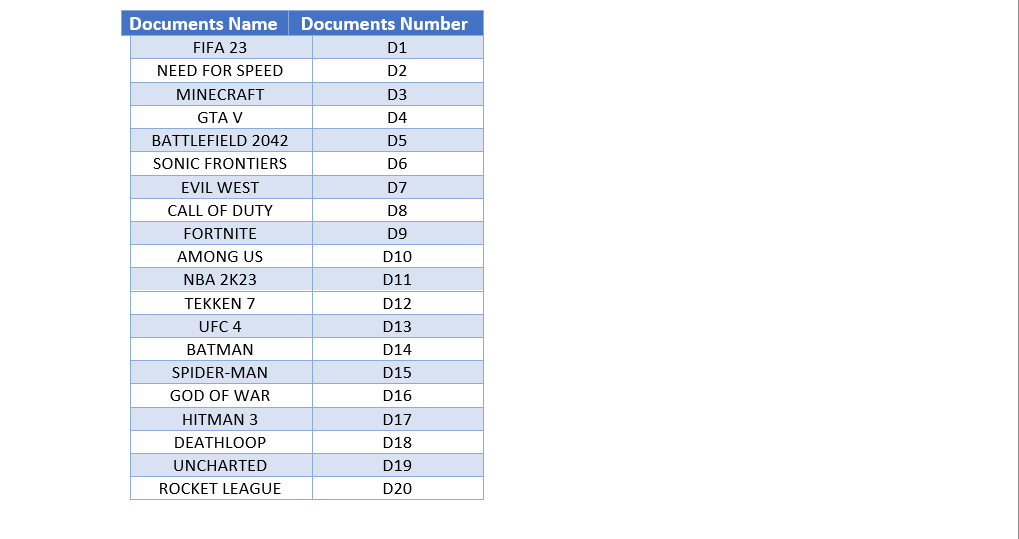 Documents Name Documents Number
FIFA 23 D1
NEED FOR SPEED D2
MINECRAFT D3
GTA V D4
BATTLEFIELD 2042 D5
SONIC FRONTIERS D6
EVIL WEST D7
CALL OF DUTY D8
FORTNITE D9
AMONG US D10
NBA 2K23 D11
TEKKEN 7 D12
UFC 4 D13
BATMAN D14
SPIDER-MAN D15
GOD OF WAR D16
HITMAN 3 D17
DEATHLOOP D18
UNCHARTED D19
ROCKET LEAGUE D20